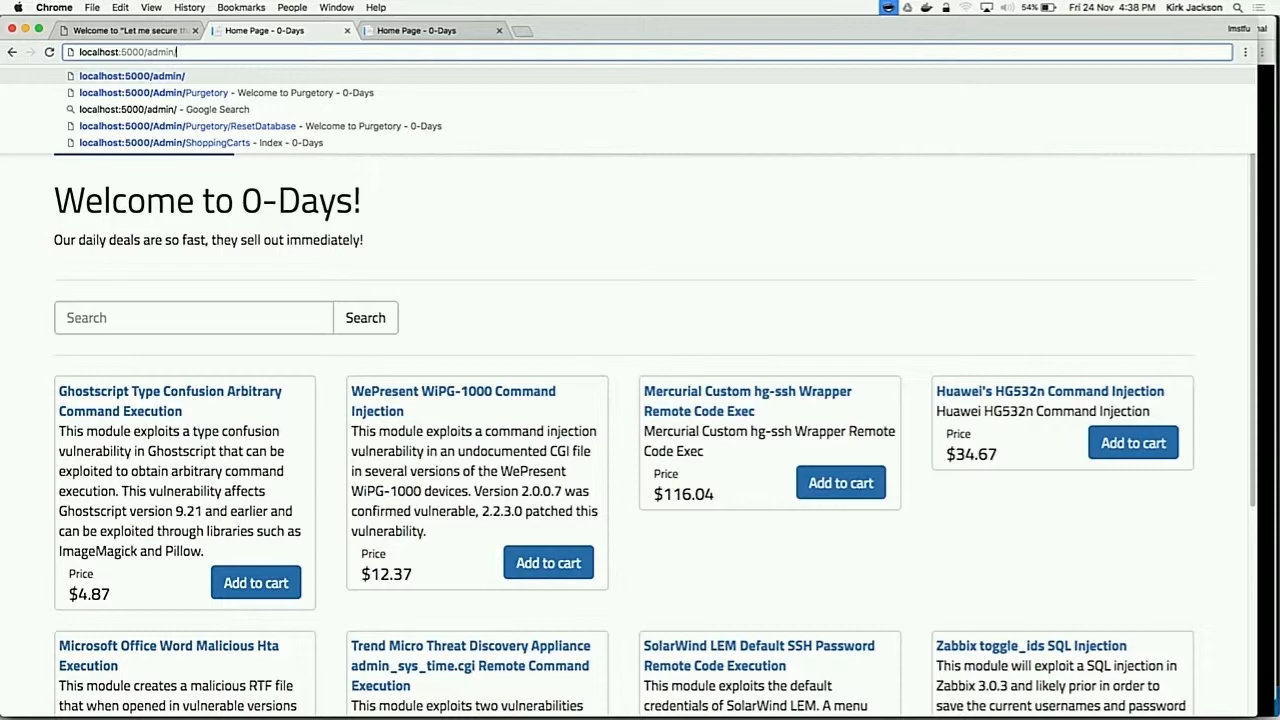 Chrome File Edit View History Bookmarks People Window Help 54% Fri 24 Nov 4:38 PM Kirk Jackson
Welcome to "Let me secure th Home Page - 0-Days Home Page - 0-Days
localhost:5000/admin/
localhost:5000/admin/
localhost:5000/Admin/Purgetory - Welcome to Purgetory - 0-Days
localhost:5000/admin/ - Google Search
localhost:5000/Admin/Purgetory/ResetDatabase - Welcome to Purgetory - 0-Days
localhost:5000/Admin/ShoppingCarts - Index - 0-Days
Welcome to 0-Days!
Our daily deals are so fast, they sell out immediately!
Search Search
Ghostscript Type Confusion Arbitrary
Command Execution
This module exploits a type confusion
vulnerability in Ghostscript that can be
exploited to obtain arbitrary command
execution. This vulnerability affects
Ghostscript version 9.21 and earlier and
can be exploited through libraries such as
ImageMagick and Pillow.
Price
$4.87
Add to cart
WePresent WiPG-1000 Command
Injection
This module exploits a command injection
vulnerability in an undocumented CGI file
in several versions of the WePresent
WiPG-1000 devices. Version 2.0.0.7 was
confirmed vulnerable, 2.2.3.0 patched this
vulnerability.
Price
$12.37
Add to cart
Mercurial Custom hg-ssh Wrapper
Remote Code Exec
Mercurial Custom hg-ssh Wrapper Remote
Code Exec
Price
$116.04
Add to cart
Huawei's HG532n Command Injection
Huawei HG532n Command Injection
Price
$34.67
Add to cart
Microsoft Office Word Malicious Hta
Execution
This module creates a malicious RTF file
that when opened in vulnerable versions
Trend Micro Threat Discovery Appliance
admin_sys_time.cgi Remote Command
Execution
This module exploits two vulnerabilities
SolarWind LEM Default SSH Password
Remote Code Execution
This module exploits the default
credentials of SolarWind LEM. A menu
Zabbix toggle_ids SQL Injection
This module will exploit a SQL injection in
Zabbix 3.0.3 and likely prior in order to
save the current usernames and password